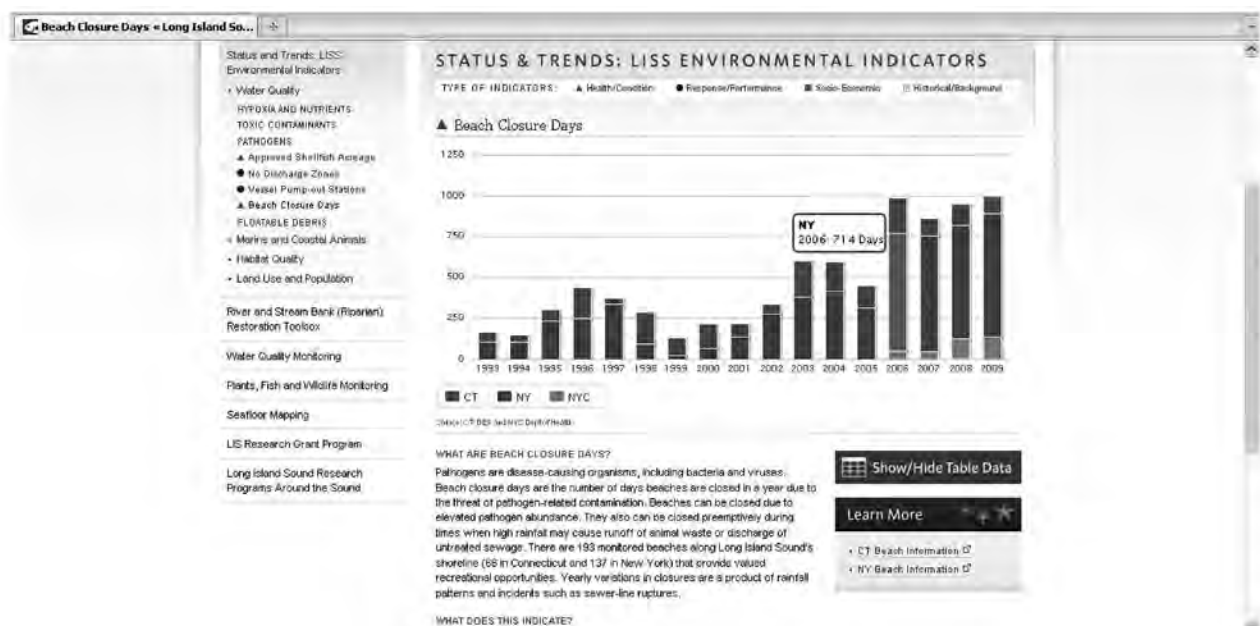 Beach Closure Days « Long Island So...
Status and Trends: LISS
Environmental Indicators
Water Quality
HYPOXIA AND NUTRIENTS
TOXIC CONTAMINANTS
PATHOGENS
Approved Shellfish Acreage
No Discharge Zones
Vessel Pump-out Stations
Beach Closure Days
FLOATABLE DEBRIS
Marine and Coastal Animals
Habitat Quality
Land Use and Population
River and Stream Bank (Riparian)
Restoration Toolbox
Water Quality Monitoring
Plants, Fish and Wildlife Monitoring
Seafloor Mapping
LIS Research Grant Program
Long Island Sound Research
Programs Around the Sound
STATUS & TRENDS: LISS ENVIRONMENTAL INDICATORS
TYPE OF INDICATORS: ▲ Health/Condition ● Response/Performance ■ Socio-Economic Historical/Background
▲ Beach Closure Days
1250
1000
750
500
250
0
NY
2006: 714 Days
1993 1994 1995 1996 1997 1998 1999 2000 2001 2002 2003 2004 2005 2006 2007 2008 2009
CT NY NYC
Source: CT DEP and NYC Dept of Health
WHAT ARE BEACH CLOSURE DAYS?
Pathogens are disease-causing organisms, including bacteria and viruses.
Beach closure days are the number of days beaches are closed in a year due to
the threat of pathogen-related contamination. Beaches can be closed due to
elevated pathogen abundance. They also can be closed preemptively during
times when high rainfall may cause runoff of animal waste or discharge of
untreated sewage. There are 193 monitored beaches along Long Island Sound's
shoreline (66 in Connecticut and 137 in New York) that provide valued
recreational opportunities. Yearly variations in closures are a product of rainfall
patterns and incidents such as sewer-line ruptures.
WHAT DOES THIS INDICATE?
Show/Hide Table Data
Learn More
CT Beach Information
NY Beach Information